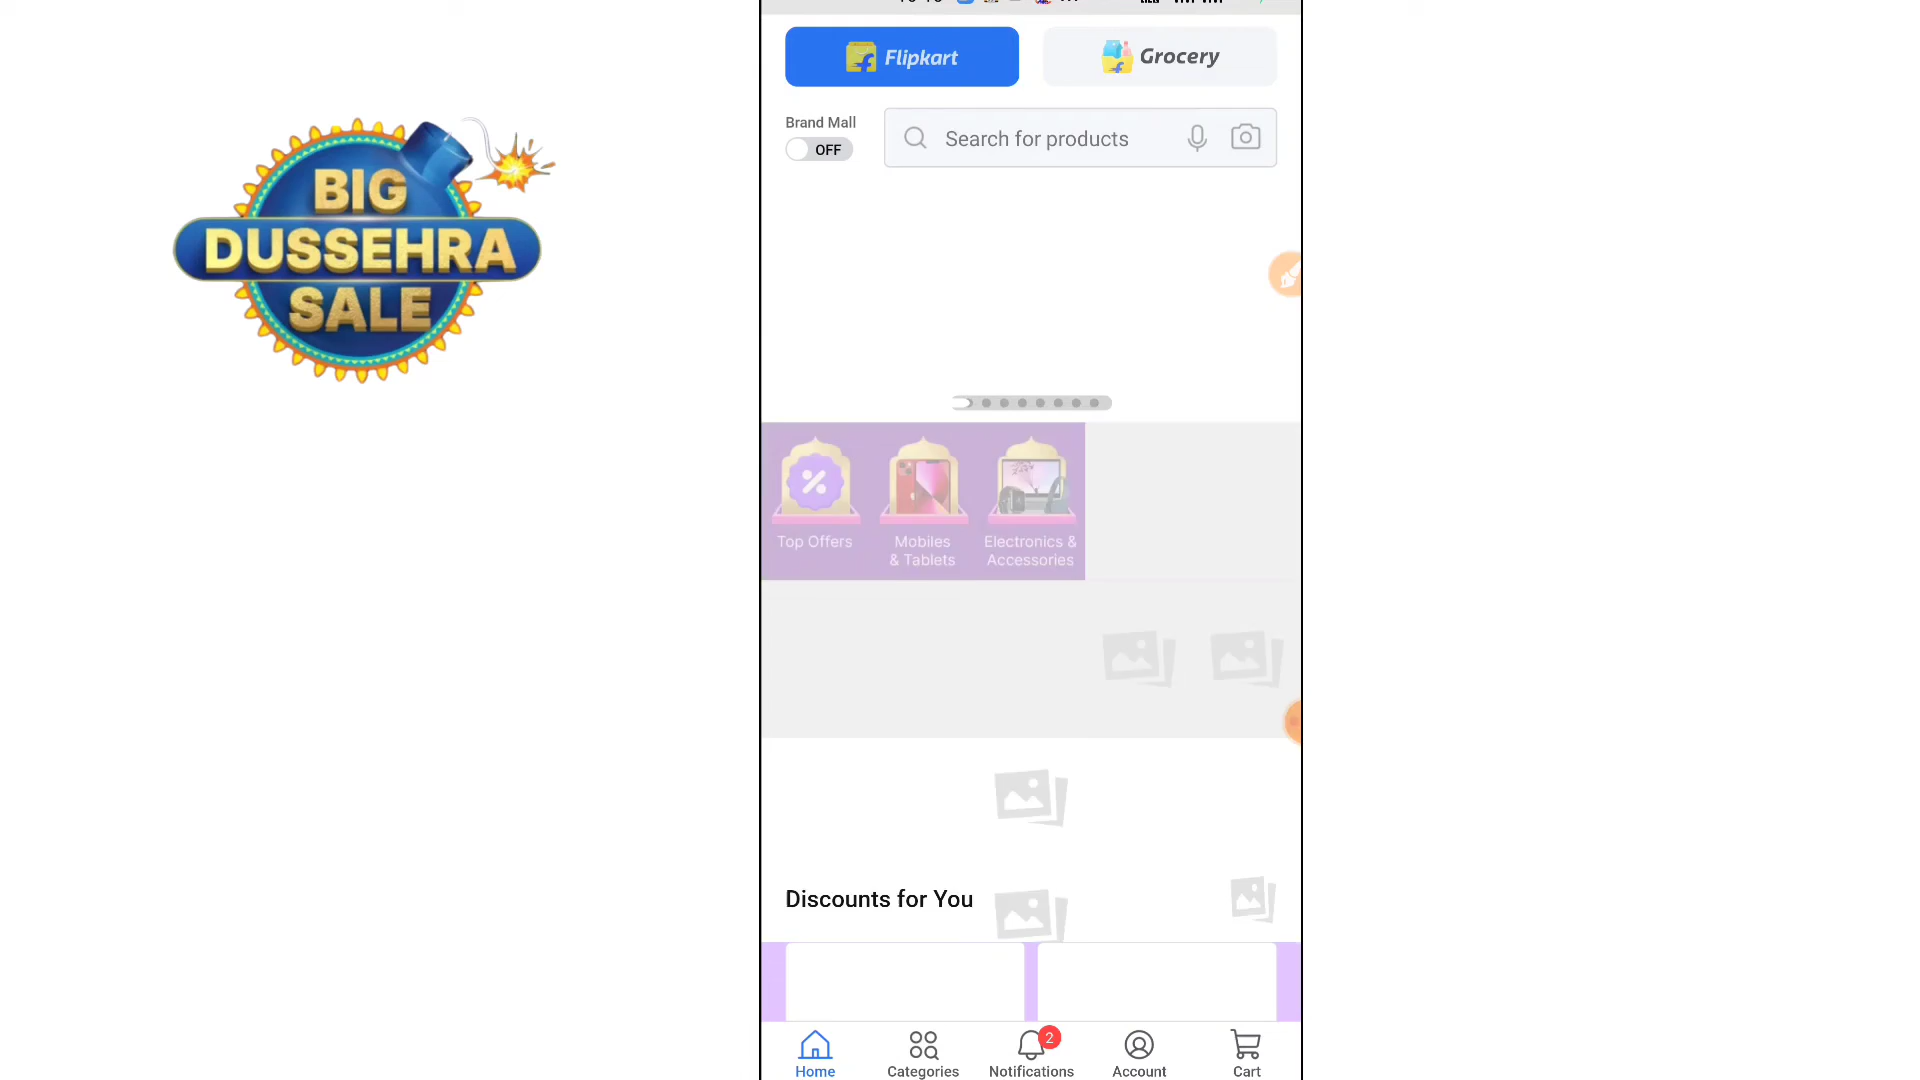 BIG
DUSSEHRA
SALE
Flipkart
Grocery
Brand Mall
OFF
Search for products
Top Offers
Mobiles
& Tablets
Electronics &
Accessories
Discounts for You
2
Home
Categories
Notifications
Account
Cart